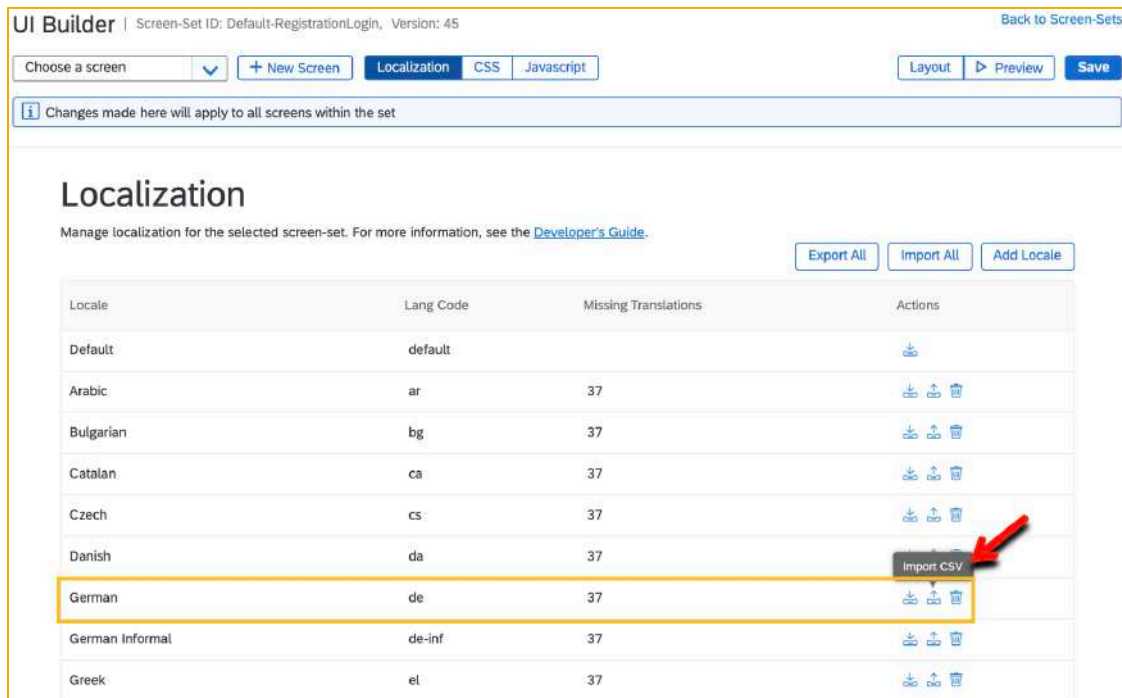 UI Builder | Screen-Set ID: Default-RegistrationLogin, Version: 45 Back to Screen-Sets
Choose a screen + New Screen Localization CSS Javascript Layout Preview Save
Changes made here will apply to all screens within the set
Localization
Manage localization for the selected screen-set. For more information, see the Developer's Guide.
Export All Import All Add Locale
Locale Lang Code Missing Translations Actions
Default default
Arabic ar 37
Bulgarian bg 37
Catalan ca 37
Czech cs 37
Danish da 37
Import CSV
German de 37
German Informal de-inf 37
Greek el 37